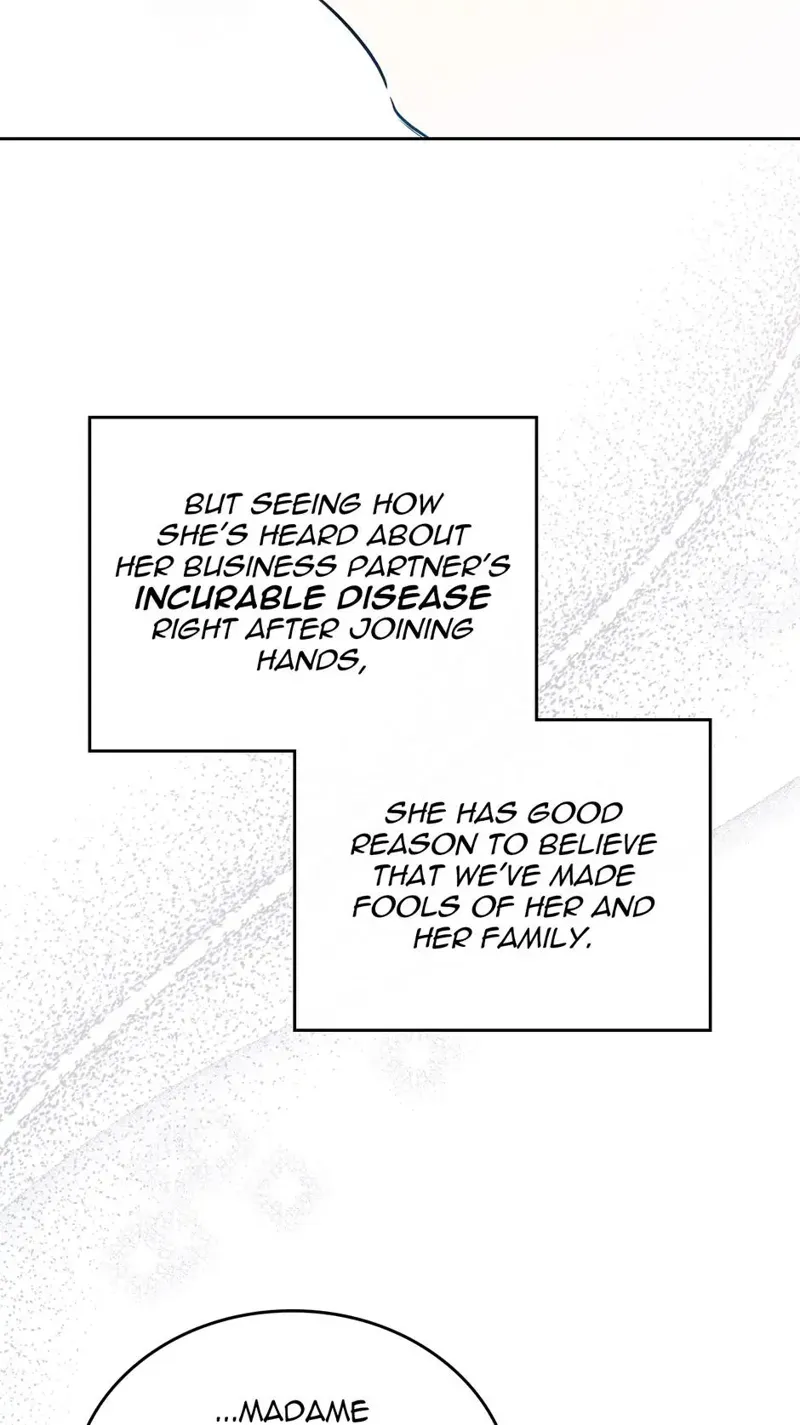 BUT SEEING HOW
SHE'S HEARD ABOUT
HER BUSINESS PARTNER'S
INCURABLE DISEASE
RIGHT AFTER JOINING
HANDS,
SHE HAS GOOD
REASON TO BELIEVE
THAT WE'VE MADE
FOOLS OF HER AND
HER FAMILY.
...MADAME